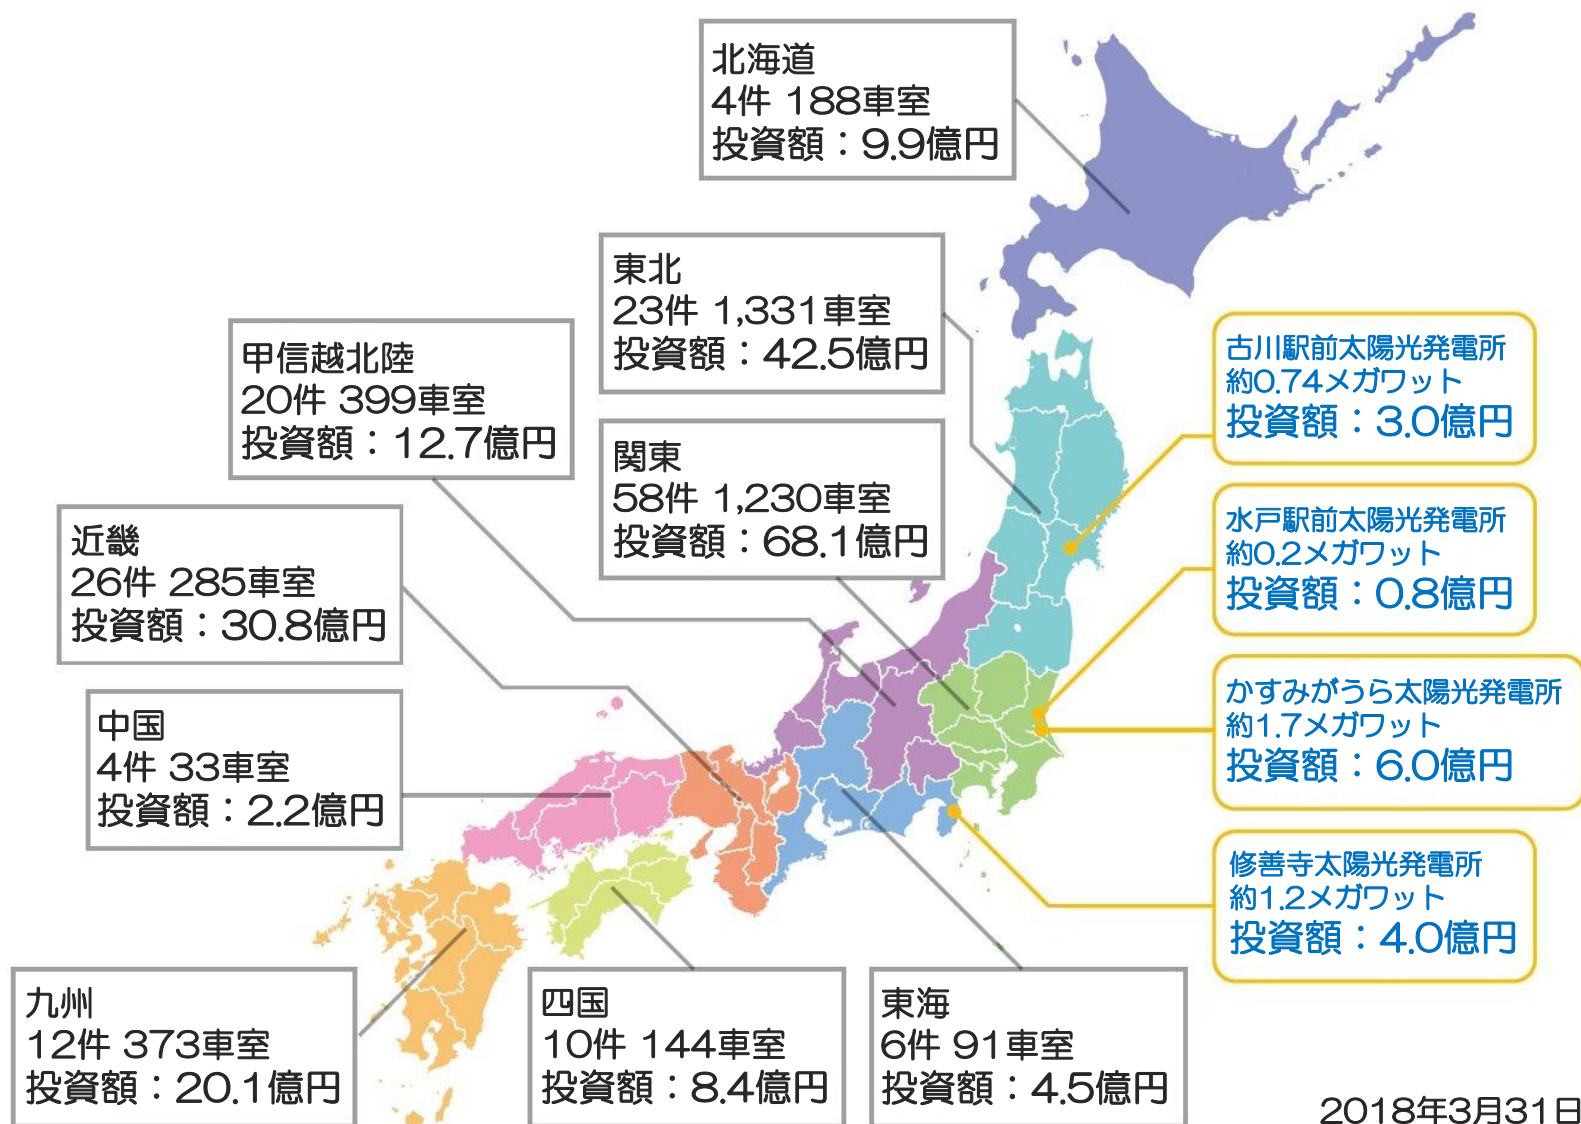 北海道
4件 188車室
投資額：9.9億円
東北
23件 1,331車室
投資額：42.5億円
甲信越北陸
20件 399車室
投資額：12.7億円
関東
58件 1,230車室
投資額：68.1億円
近畿
26件 285車室
投資額：30.8億円
中国
4件 33車室
投資額：2.2億円
九州
12件 373車室
投資額：20.1億円
四国
10件 144車室
投資額：8.4億円
東海
6件 91車室
投資額：4.5億円
古川駅前太陽光発電所
約0.74メガワット
投資額：3.0億円
水戸駅前太陽光発電所
約0.2メガワット
投資額：0.8億円
かすみがうら太陽光発電所
約1.7メガワット
投資額：6.0億円
修善寺太陽光発電所
約1.2メガワット
投資額：4.0億円
2018年3月31日